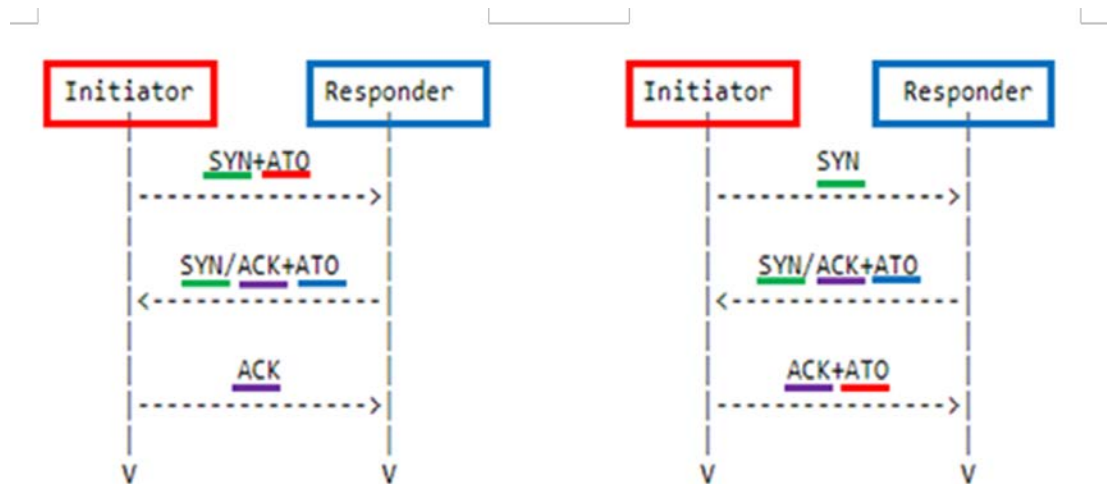 Initiator Responder
SYN+ATO
----------------->
SYN/ACK+ATO
<-----------------
ACK
----------------->
V V
Initiator Responder
SYN
----------------->
SYN/ACK+ATO
<-----------------
ACK+ATO
----------------->
V V